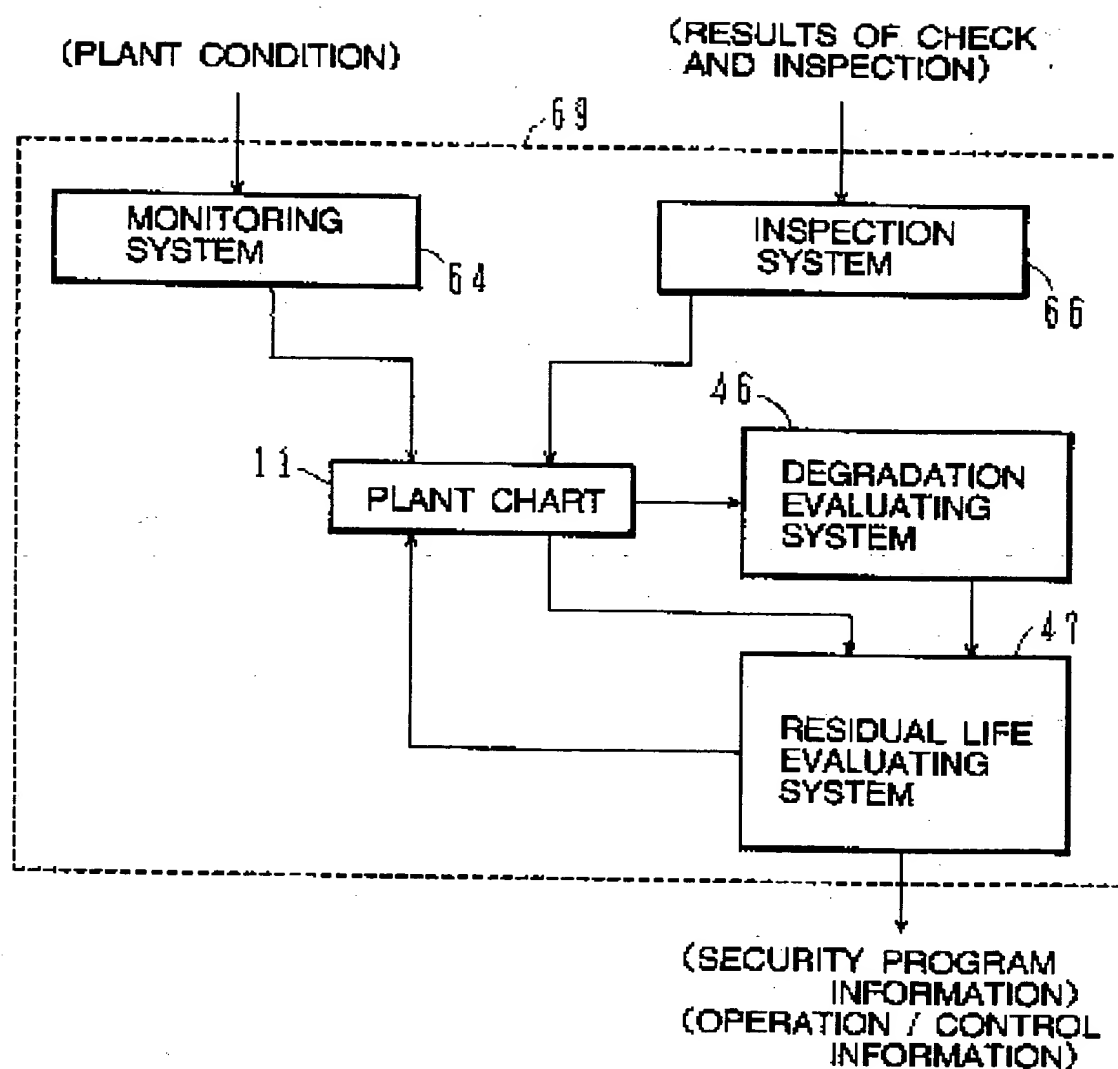 (PLANT CONDITION)
(RESULTS OF CHECK
AND INSPECTION)
69
MONITORING
SYSTEM
64
INSPECTION
SYSTEM
66
46
11
PLANT CHART
DEGRADATION
EVALUATING
SYSTEM
47
RESIDUAL LIFE
EVALUATING
SYSTEM
(SECURITY PROGRAM
INFORMATION)
(OPERATION / CONTROL
INFORMATION)